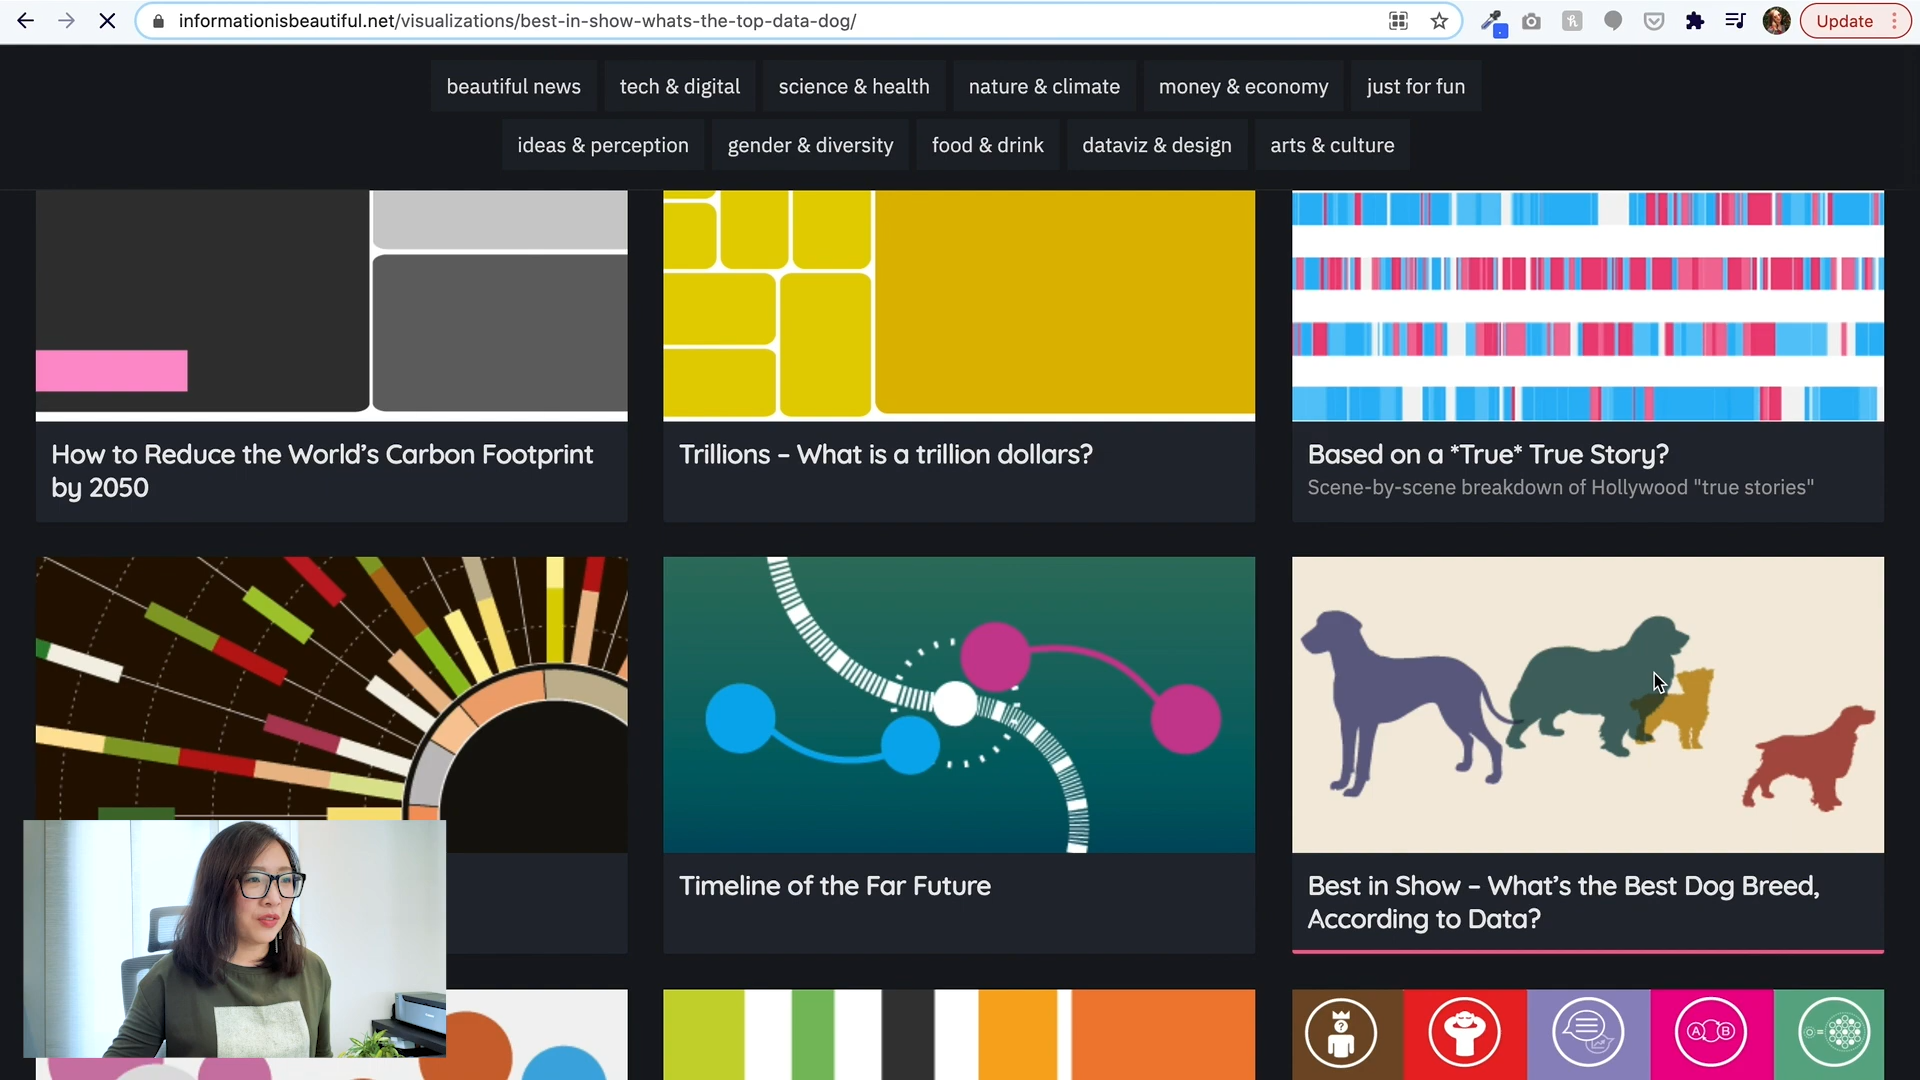 informationisbeautiful.net/visualizations/best-in-show-whats-the-top-data-dog/
Update
beautiful news
tech & digital
science & health
nature & climate
money & economy
just for fun
ideas & perception
gender & diversity
food & drink
dataviz & design
arts & culture
How to Reduce the World's Carbon Footprint
by 2050
Trillions – What is a trillion dollars?
Based on a *True* True Story?
Scene-by-scene breakdown of Hollywood "true stories"
Timeline of the Far Future
Best in Show – What's the Best Dog Breed,
According to Data?
?
A B